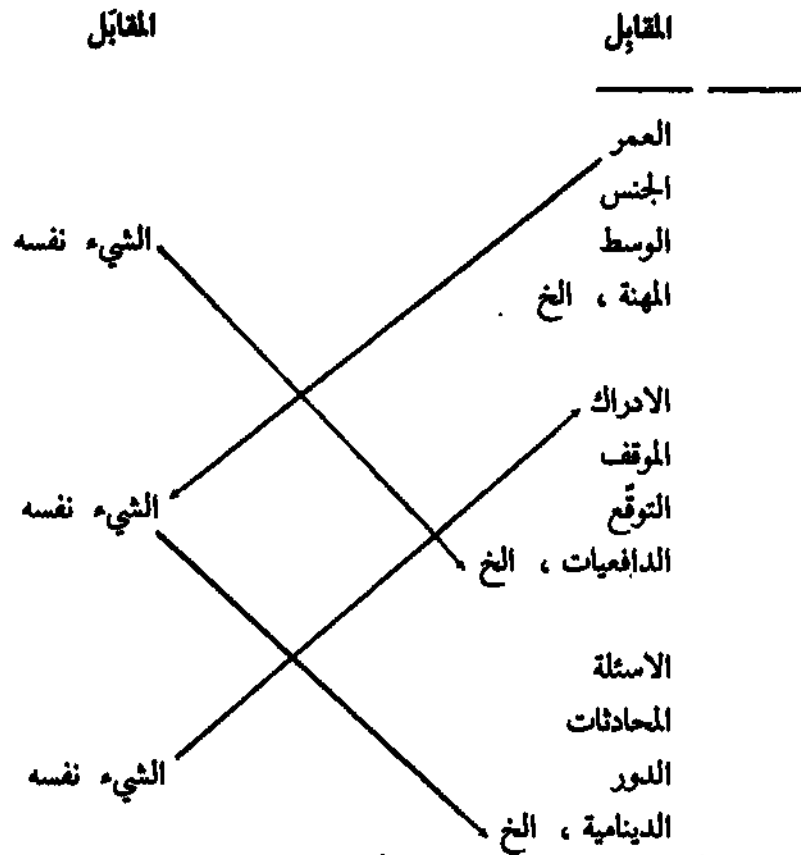 المقابِل المقابَل
العمر
الجنس
الوسط الشيء نفسه
المهنة ، الخ
الادراك
الموقف
التوقّع الشيء نفسه
الدافعيات ، الخ
الاسئلة
المحادثات
الدور الشيء نفسه
الدينامية ، الخ